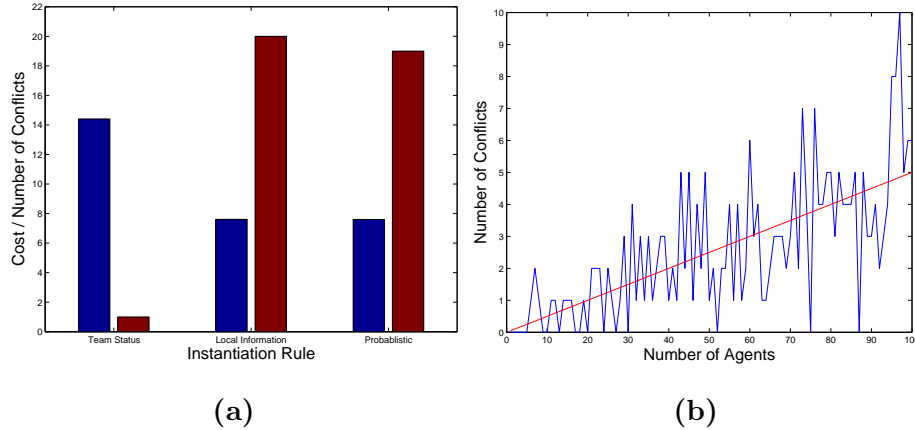 22
20
18
16
14
12
10
8
6
4
2
0
Cost / Number of Conflicts
Team Status Local Information Probablistic
Instantiation Rule
(a)
10
9
8
7
6
5
4
3
2
1
0
Number of Conflicts
0 10 20 30 40 50 60 70 80 90 100
Number of Agents
(b)